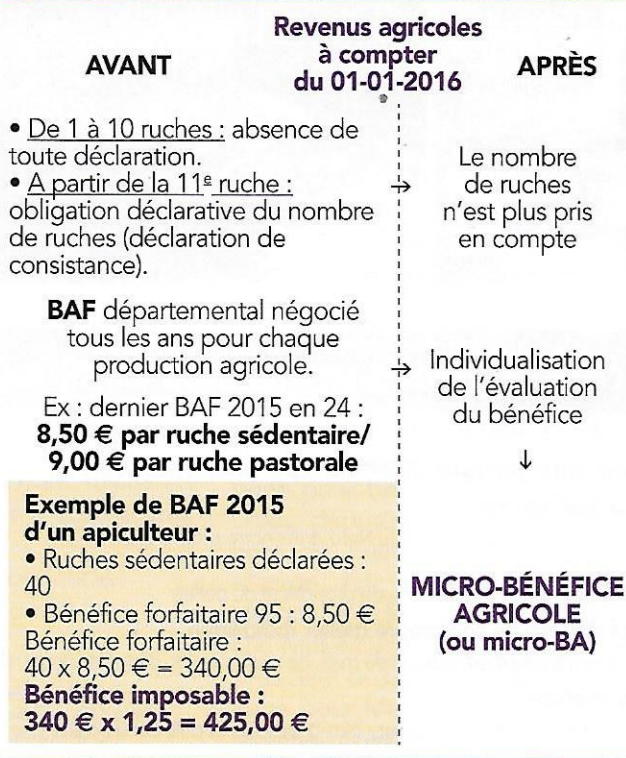 Revenus agricoles
à compter
du 01-01-2016
AVANT
• De 1 à 10 ruches : absence de
toute déclaration.
• A partir de la 11e ruche :
obligation déclarative du nombre
de ruches (déclaration de
consistance).
BAF départemental négocié
tous les ans pour chaque
production agricole.
Ex : dernier BAF 2015 en 24 :
8,50 € par ruche sédentaire/
9,00 € par ruche pastorale
Exemple de BAF 2015
d'un apiculteur :
• Ruches sédentaires déclarées :
40
• Bénéfice forfaitaire 95 : 8,50 €
Bénéfice forfaitaire :
40 x 8,50 € = 340,00 €
Bénéfice imposable :
340 € x 1,25 = 425,00 €
APRÈS
→ Le nombre
de ruches
n'est plus pris
en compte
→ Individualisation
de l'évaluation
du bénéfice
↓
MICRO-BÉNÉFICE
AGRICOLE
(ou micro-BA)